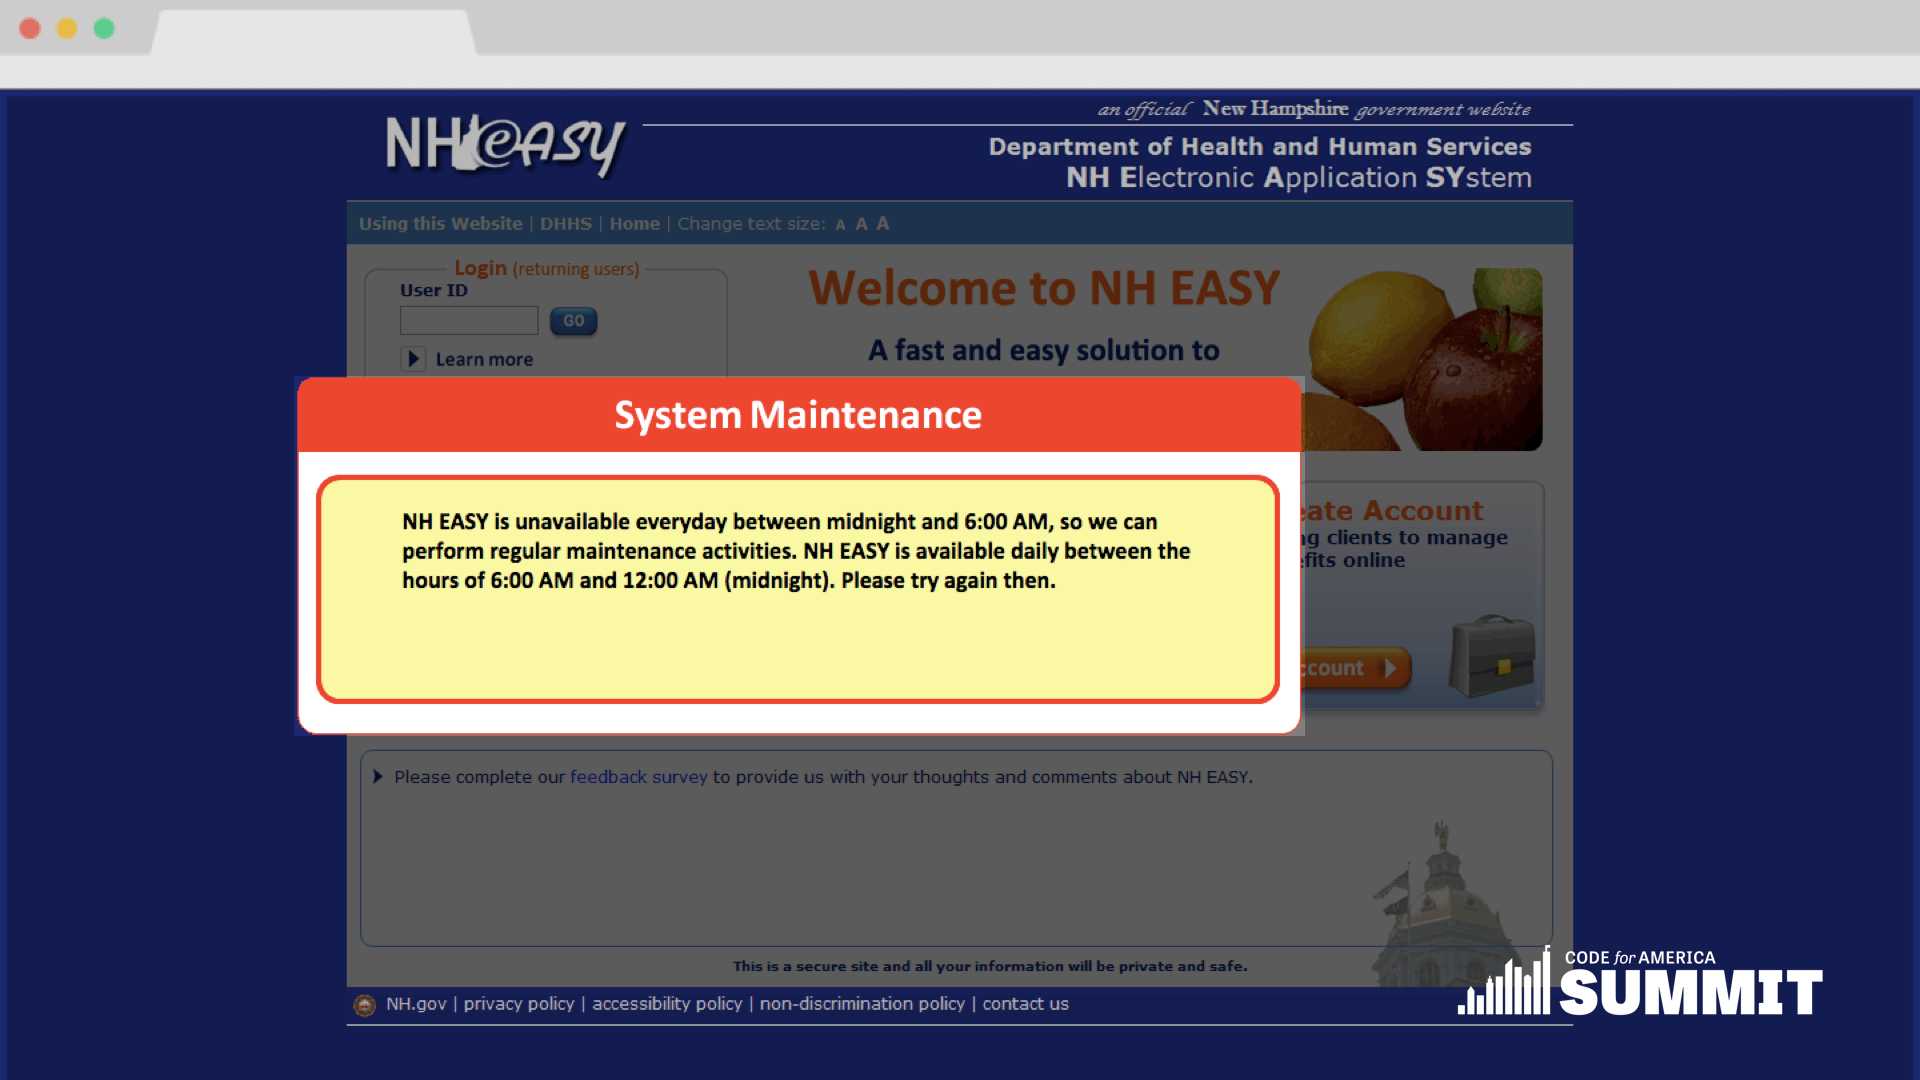 NH eASY
an official New Hampshire government website
Department of Health and Human Services
NH Electronic Application SYstem
Using this Website | DHHS | Home | Change text size: A A A
Login (returning users)
User ID
GO
Learn more
Welcome to NH EASY
A fast and easy solution to
System Maintenance
NH EASY is unavailable everyday between midnight and 6:00 AM, so we can
perform regular maintenance activities. NH EASY is available daily between the
hours of 6:00 AM and 12:00 AM (midnight). Please try again then.
ate Account
ng clients to manage
fits online
ccount
Please complete our feedback survey to provide us with your thoughts and comments about NH EASY.
This is a secure site and all your information will be private and safe.
NH.gov | privacy policy | accessibility policy | non-discrimination policy | contact us
CODE for AMERICA
SUMMIT